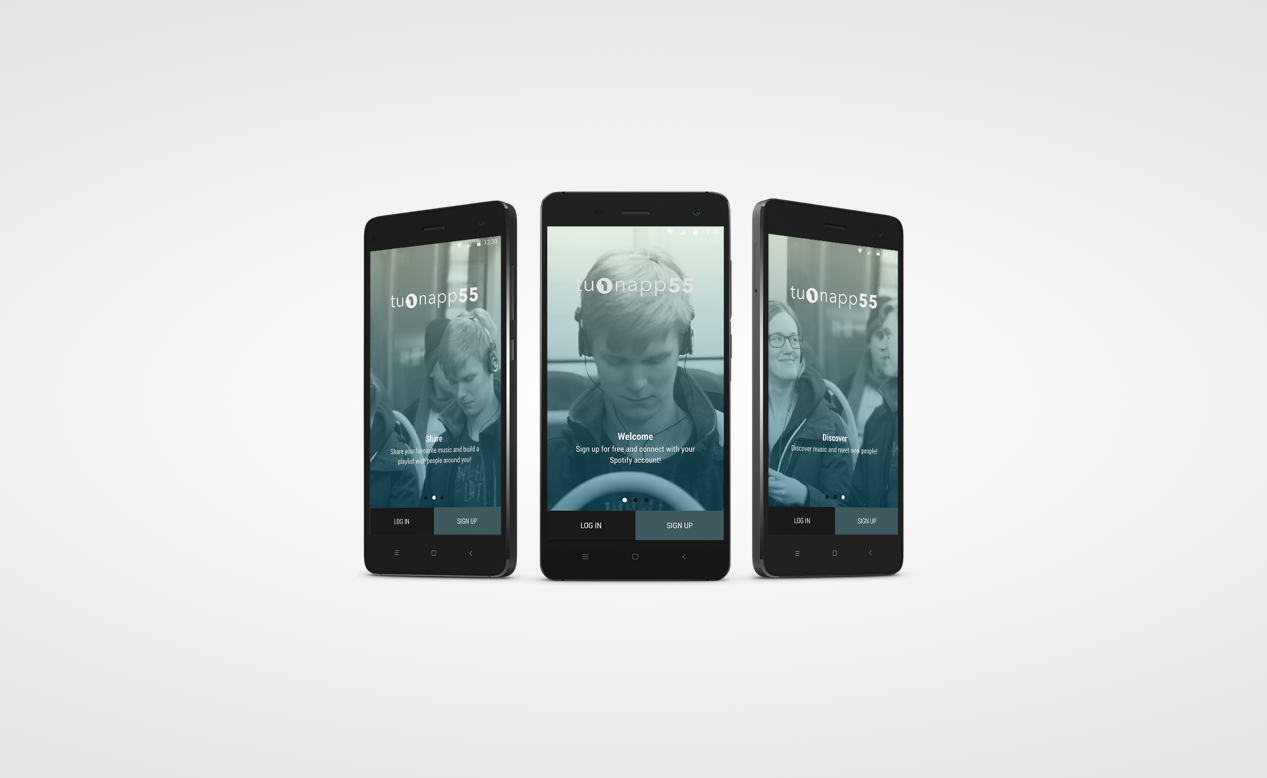 12:30
tu1napp55
Share
Share your favourite music and build a
playlist with people around you!
LOG IN
SIGN UP
tu1napp55
Welcome
Sign up for free and connect with your
Spotify account!
LOG IN
SIGN UP
tu1napp55
Discover
Discover music and meet new people!
LOG IN
SIGN UP